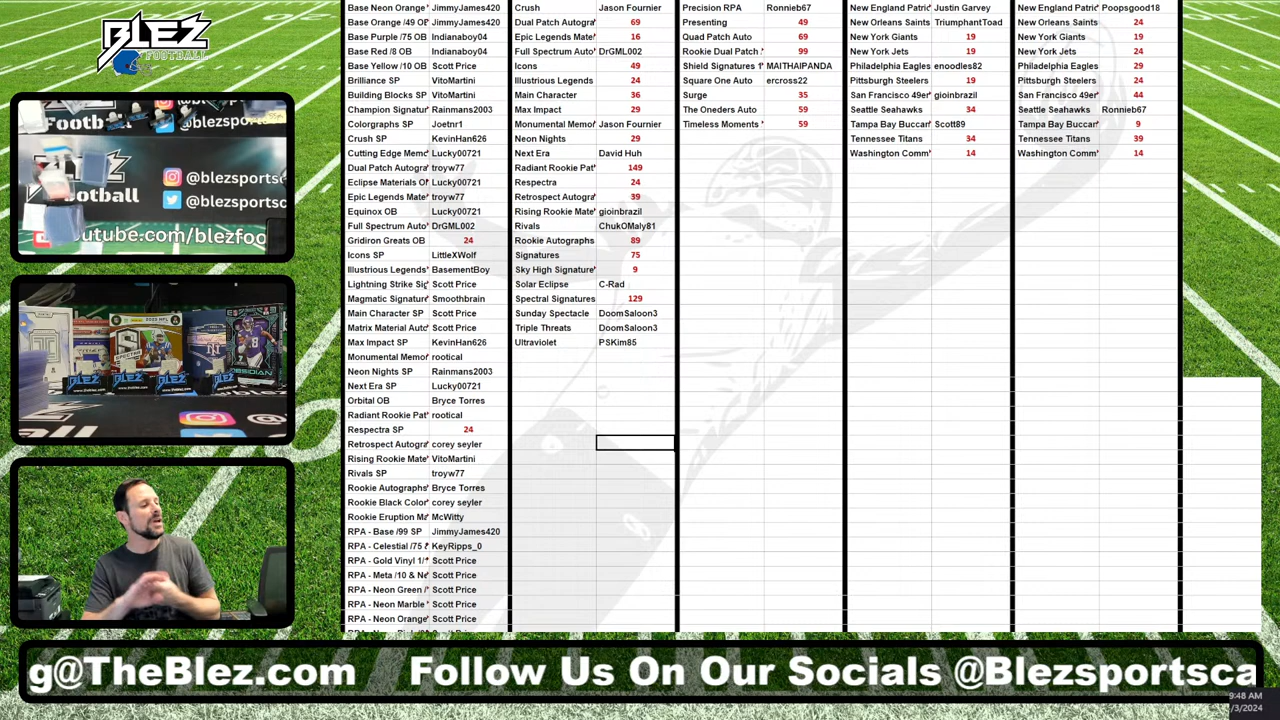 BLEZ
FOOTBALL
Football
@blezsports
@blezsportsc
ootball
@blezsports
outube.com/blezfoo
BLEZ
BLEZ
BLEZ
BLEZ
OBSIDIAN
Base Neon Orange JimmyJames420
Base Orange /49 OB JimmyJames420
Base Purple /75 OB Indianaboy04
Base Red /8 OB Indianaboy04
Base Yellow /10 OB Scott Price
Brilliance SP VitoMartini
Building Blocks SP VitoMartini
Champion Signatur Rainmans2003
Colorgraphs SP Joetnr1
Crush SP KevinHan626
Cutting Edge Memo Lucky00721
Dual Patch Autogra troyw77
Eclipse Materials O Lucky00721
Epic Legends Mate troyw77
Equinox OB Lucky00721
Full Spectrum Auto DrGML002
Gridiron Greats OB 24
Icons SP LittleXWolf
Illustrious Legends BasementBoy
Lightning Strike Sig Scott Price
Magmatic Signature Smoothbrain
Main Character SP Scott Price
Matrix Material Auto Scott Price
Max Impact SP KevinHan626
Monumental Memo rootical
Neon Nights SP Rainmans2003
Next Era SP Lucky00721
Orbital OB Bryce Torres
Radiant Rookie Pat rootical
Respectra SP 24
Retrospect Autogra corey seyler
Rising Rookie Mate VitoMartini
Rivals SP troyw77
Rookie Autographs Bryce Torres
Rookie Black Color corey seyler
Rookie Eruption Ma McWitty
RPA - Base /99 SP JimmyJames420
RPA - Celestial /75 & KeyRipps_0
RPA - Gold Vinyl 1/ Scott Price
RPA - Meta /10 & Ne Scott Price
RPA - Neon Green / Scott Price
RPA - Neon Marble Scott Price
RPA - Neon Orange Scott Price
Crush Jason Fournier
Dual Patch Autogra 69
Epic Legends Mate 16
Full Spectrum Auto DrGML002
Icons 49
Illustrious Legends 24
Main Character 36
Max Impact 29
Monumental Memo Jason Fournier
Neon Nights 29
Next Era David Huh
Radiant Rookie Pat 149
Respectra 24
Retrospect Autogra 39
Rising Rookie Mate gioinbrazil
Rivals ChukOMaly81
Rookie Autographs 89
Signatures 75
Sky High Signature 9
Solar Eclipse C-Rad
Spectral Signatures 129
Sunday Spectacle DoomSaloon3
Triple Threats DoomSaloon3
Ultraviolet PSKim85
Precision RPA Ronnieb67
Presenting 49
Quad Patch Auto 69
Rookie Dual Patch 99
Shield Signatures 1 MAITHAIPANDA
Square One Auto ercross22
Surge 35
The Oneders Auto 59
Timeless Moments 59
New England Patric Justin Garvey
New Orleans Saints TriumphantToad
New York Giants 19
New York Jets 19
Philadelphia Eagles enoodles82
Pittsburgh Steelers 19
San Francisco 49er gioinbrazil
Seattle Seahawks 34
Tampa Bay Buccan Scott89
Tennessee Titans 34
Washington Comm 14
New England Patric Poopsgood18
New Orleans Saints 24
New York Giants 19
New York Jets 24
Philadelphia Eagles 29
Pittsburgh Steelers 24
San Francisco 49er 44
Seattle Seahawks Ronnieb67
Tampa Bay Buccan 9
Tennessee Titans 39
Washington Comm 14
g@TheBlez.com Follow Us On Our Socials @Blezsportsca
9:48 AM
/3/2024